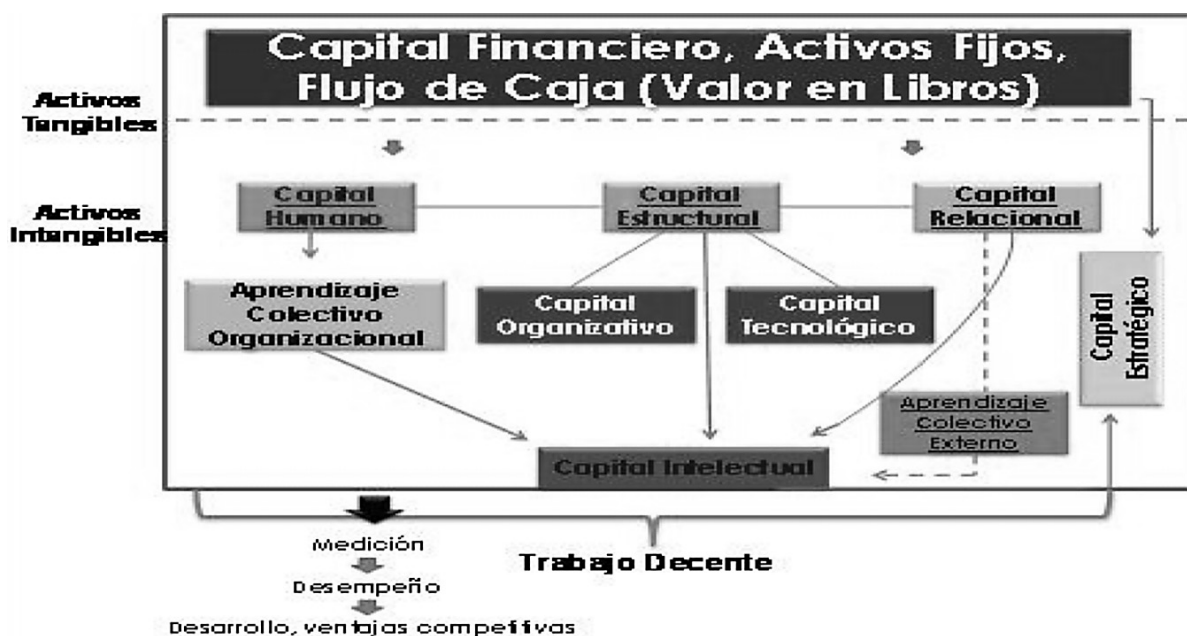 Capital Financiero, Activos Fijos,
Flujo de Caja (Valor en Libros)
Activos
Tangibles
Activos
Intangibles
Capital
Humano
Capital
Estructural
Capital
Relacional
Aprendizaje
Colectivo
Organizacional
Capital
Organizativo
Capital
Tecnológico
Capital
Estratégico
Aprendizaje
Colectivo
Externo
Capital Intelectual
Trabajo Decente
Medición
Desempeño
Desarrollo, ventajas competitivas